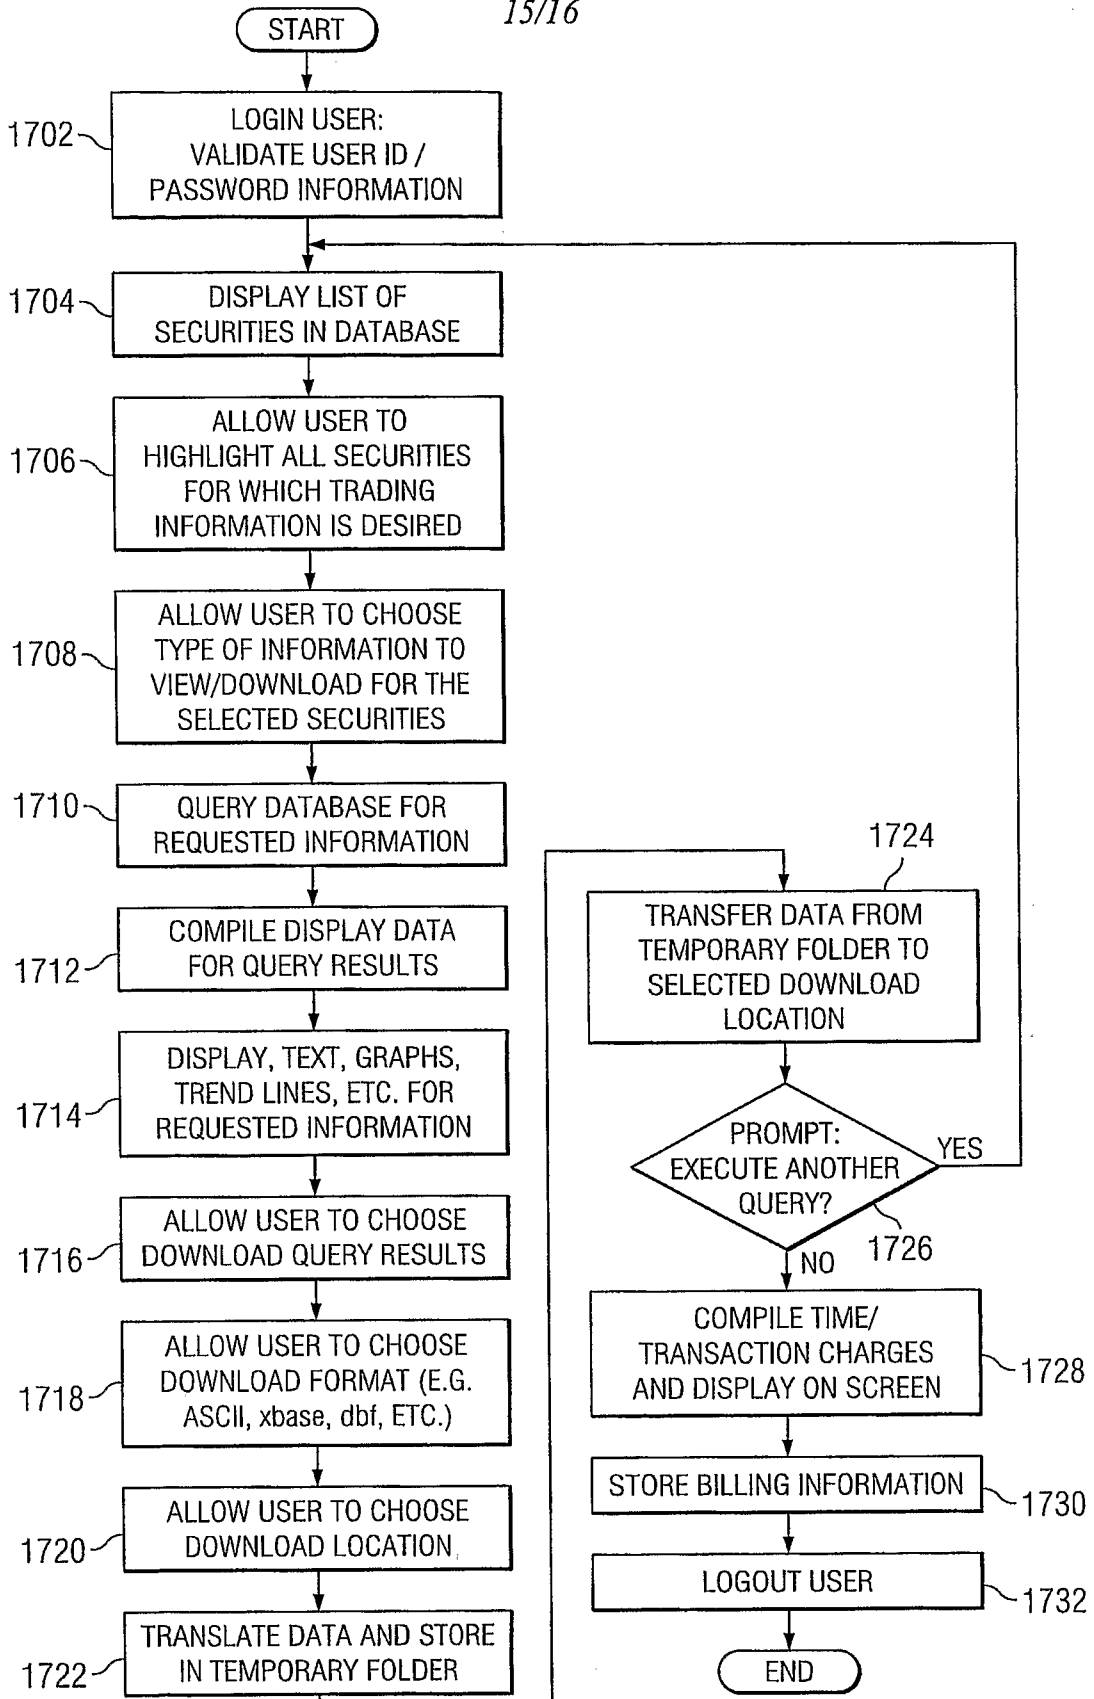 15/16
START
1702
LOGIN USER:
VALIDATE USER ID /
PASSWORD INFORMATION
1704
DISPLAY LIST OF
SECURITIES IN DATABASE
1706
ALLOW USER TO
HIGHLIGHT ALL SECURITIES
FOR WHICH TRADING
INFORMATION IS DESIRED
1708
ALLOW USER TO CHOOSE
TYPE OF INFORMATION TO
VIEW/DOWNLOAD FOR THE
SELECTED SECURITIES
1710
QUERY DATABASE FOR
REQUESTED INFORMATION
1712
COMPILE DISPLAY DATA
FOR QUERY RESULTS
1714
DISPLAY, TEXT, GRAPHS,
TREND LINES, ETC. FOR
REQUESTED INFORMATION
1716
ALLOW USER TO CHOOSE
DOWNLOAD QUERY RESULTS
1718
ALLOW USER TO CHOOSE
DOWNLOAD FORMAT (E.G.
ASCII, xbase, dbf, ETC.)
1720
ALLOW USER TO CHOOSE
DOWNLOAD LOCATION
1722
TRANSLATE DATA AND STORE
IN TEMPORARY FOLDER
1724
TRANSFER DATA FROM
TEMPORARY FOLDER TO
SELECTED DOWNLOAD
LOCATION
PROMPT:
EXECUTE ANOTHER
QUERY?
YES
1726
NO
COMPILE TIME/
TRANSACTION CHARGES
AND DISPLAY ON SCREEN
1728
STORE BILLING INFORMATION
1730
LOGOUT USER
1732
END